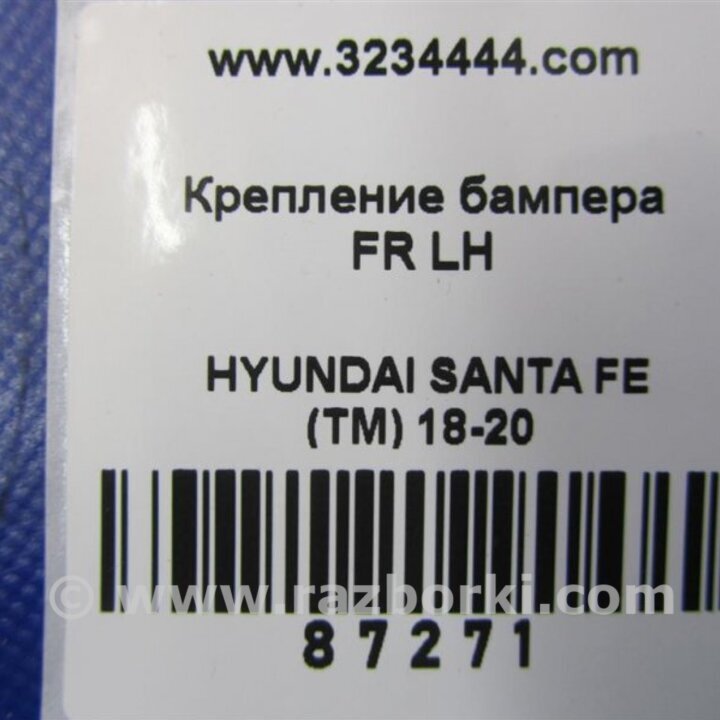 www.3234444.com
Крепление бампера
FR LH
HYUNDAI SANTA FE
(TM) 18-20
© www.razborki.com
87271